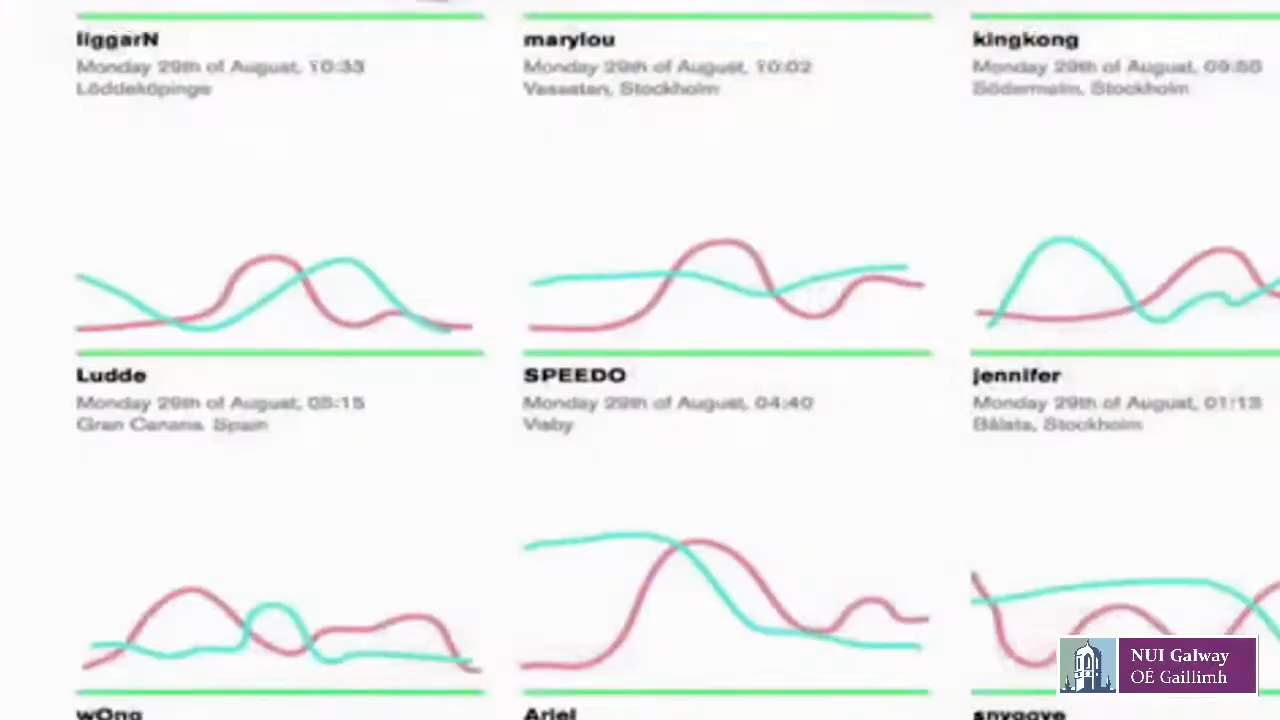 liggarN
Monday 29th of August, 10:33
Löddeköpinge
marylou
Monday 29th of August, 10:02
Vasastan, Stockholm
kingkong
Monday 29th of August, 09:55
Södermalm, Stockholm
Ludde
Monday 29th of August, 05:15
Gran Canaria, Spain
SPEEDO
Monday 29th of August, 04:40
Visby
jennifer
Monday 29th of August, 01:13
Bålsta, Stockholm
NUI Galway
OÉ Gaillimh
wOng
Ariel